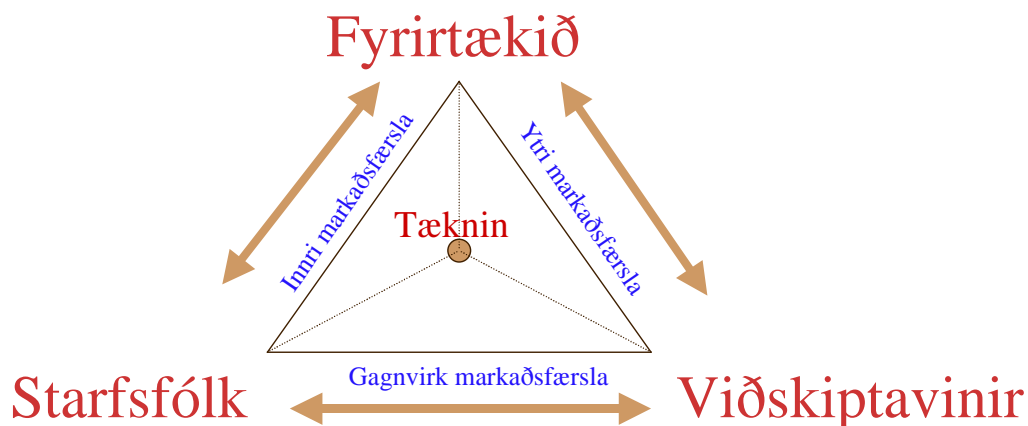 Fyrirtækið
Innri markaðsfærsla
Ytri markaðsfærsla
Tæknin
Gagnvirk markaðsfærsla
Starfsfólk
Viðskiptavinir